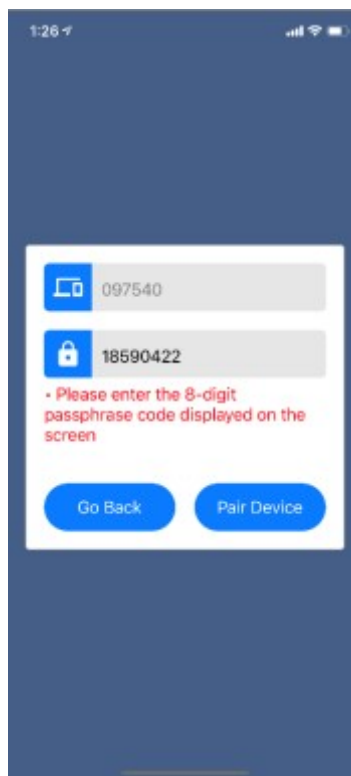 1:26
097540
18590422
• Please enter the 8-digit
passphrase code displayed on the
screen
Go Back
Pair Device